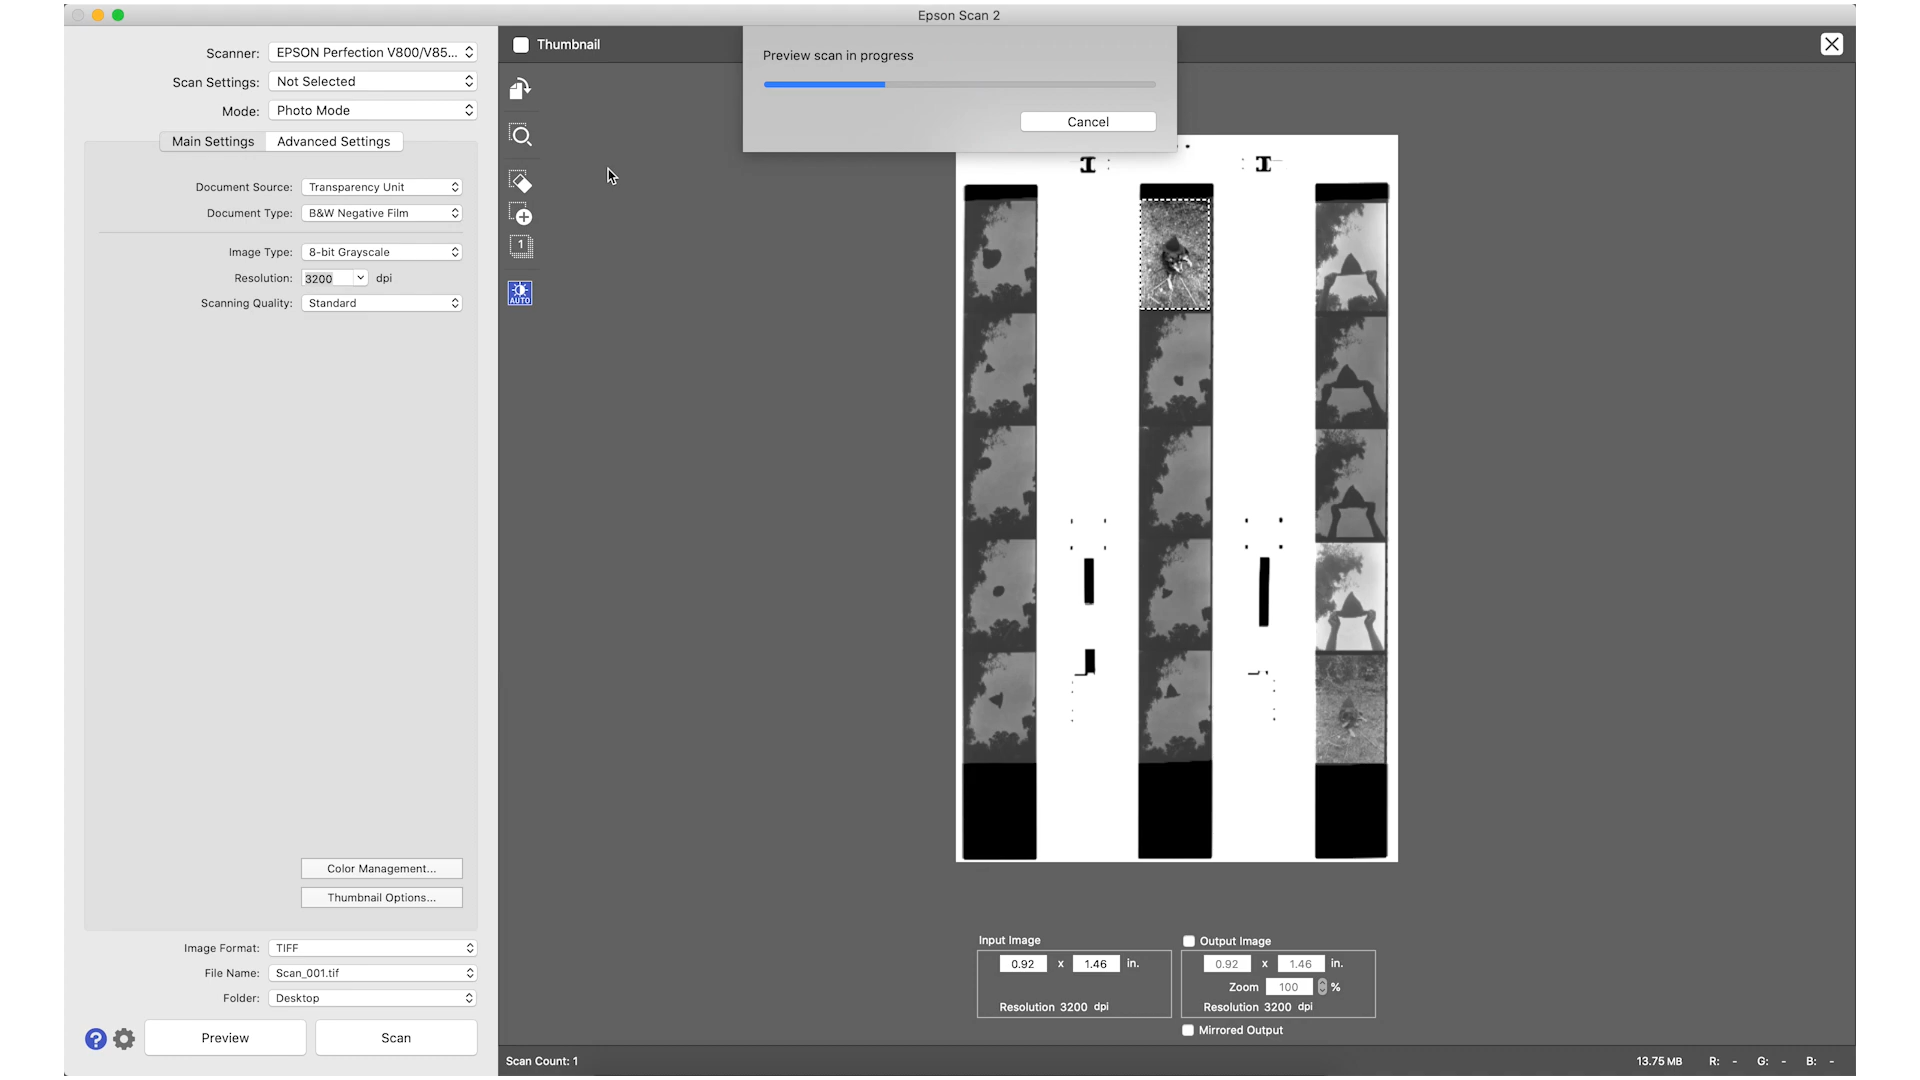 Epson Scan 2
Scanner: EPSON Perfection V800/V85...
Scan Settings: Not Selected
Mode: Photo Mode
Main Settings Advanced Settings
Document Source: Transparency Unit
Document Type: B&W Negative Film
Image Type: 8-bit Grayscale
Resolution: 3200 dpi
Scanning Quality: Standard
Color Management...
Thumbnail Options...
Image Format: TIFF
File Name: Scan_001.tif
Folder: Desktop
? Preview Scan
Thumbnail
1
AUTO
Preview scan in progress
Cancel
Input Image
0.92 x 1.46 in.
Resolution 3200 dpi
Output Image
0.92 x 1.46 in.
Zoom 100 %
Resolution 3200 dpi
Mirrored Output
Scan Count: 1
13.75 MB R: - G: - B: -